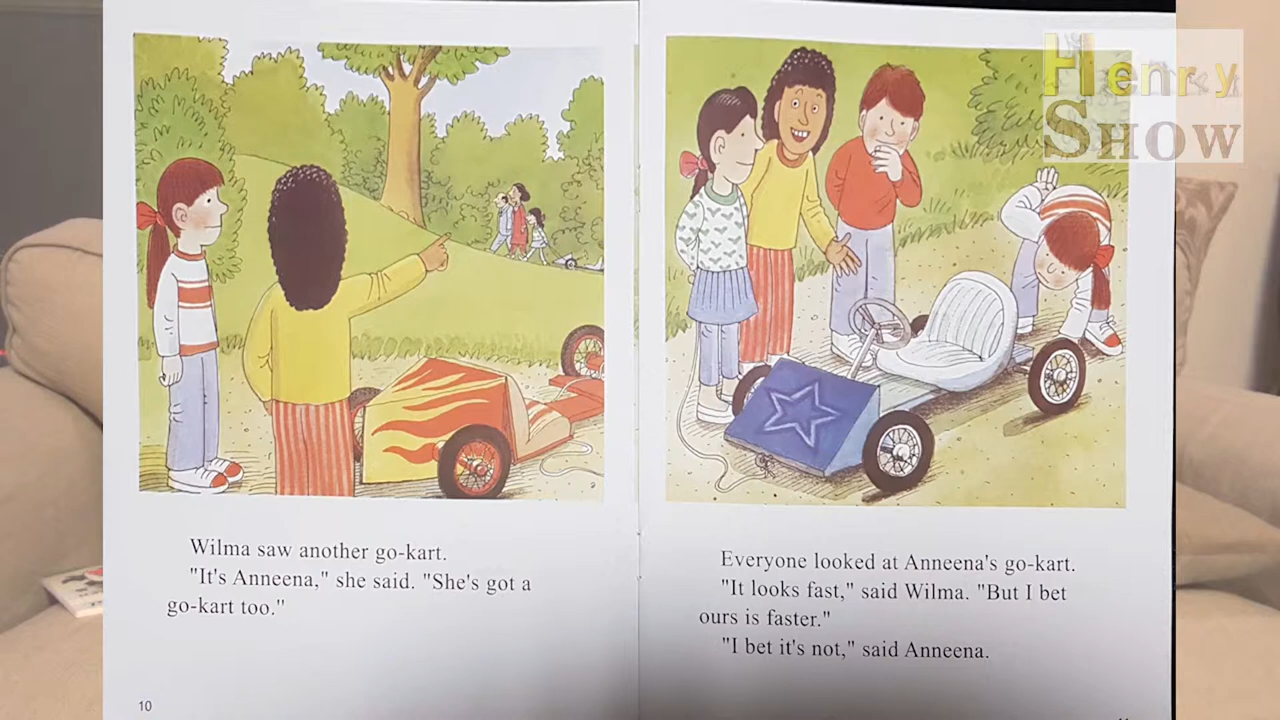 Henry
SHOW
Wilma saw another go-kart.
"It's Anneena," she said. "She's got a
go-kart too."
10
Everyone looked at Anneena's go-kart.
"It looks fast," said Wilma. "But I bet
ours is faster."
"I bet it's not," said Anneena.